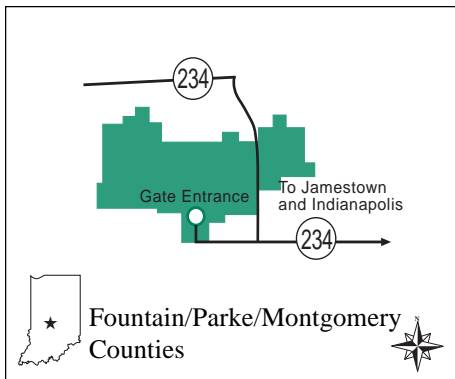 234
Gate Entrance
To Jamestown
and Indianapolis
234
Fountain/Parke/Montgomery
Counties
N